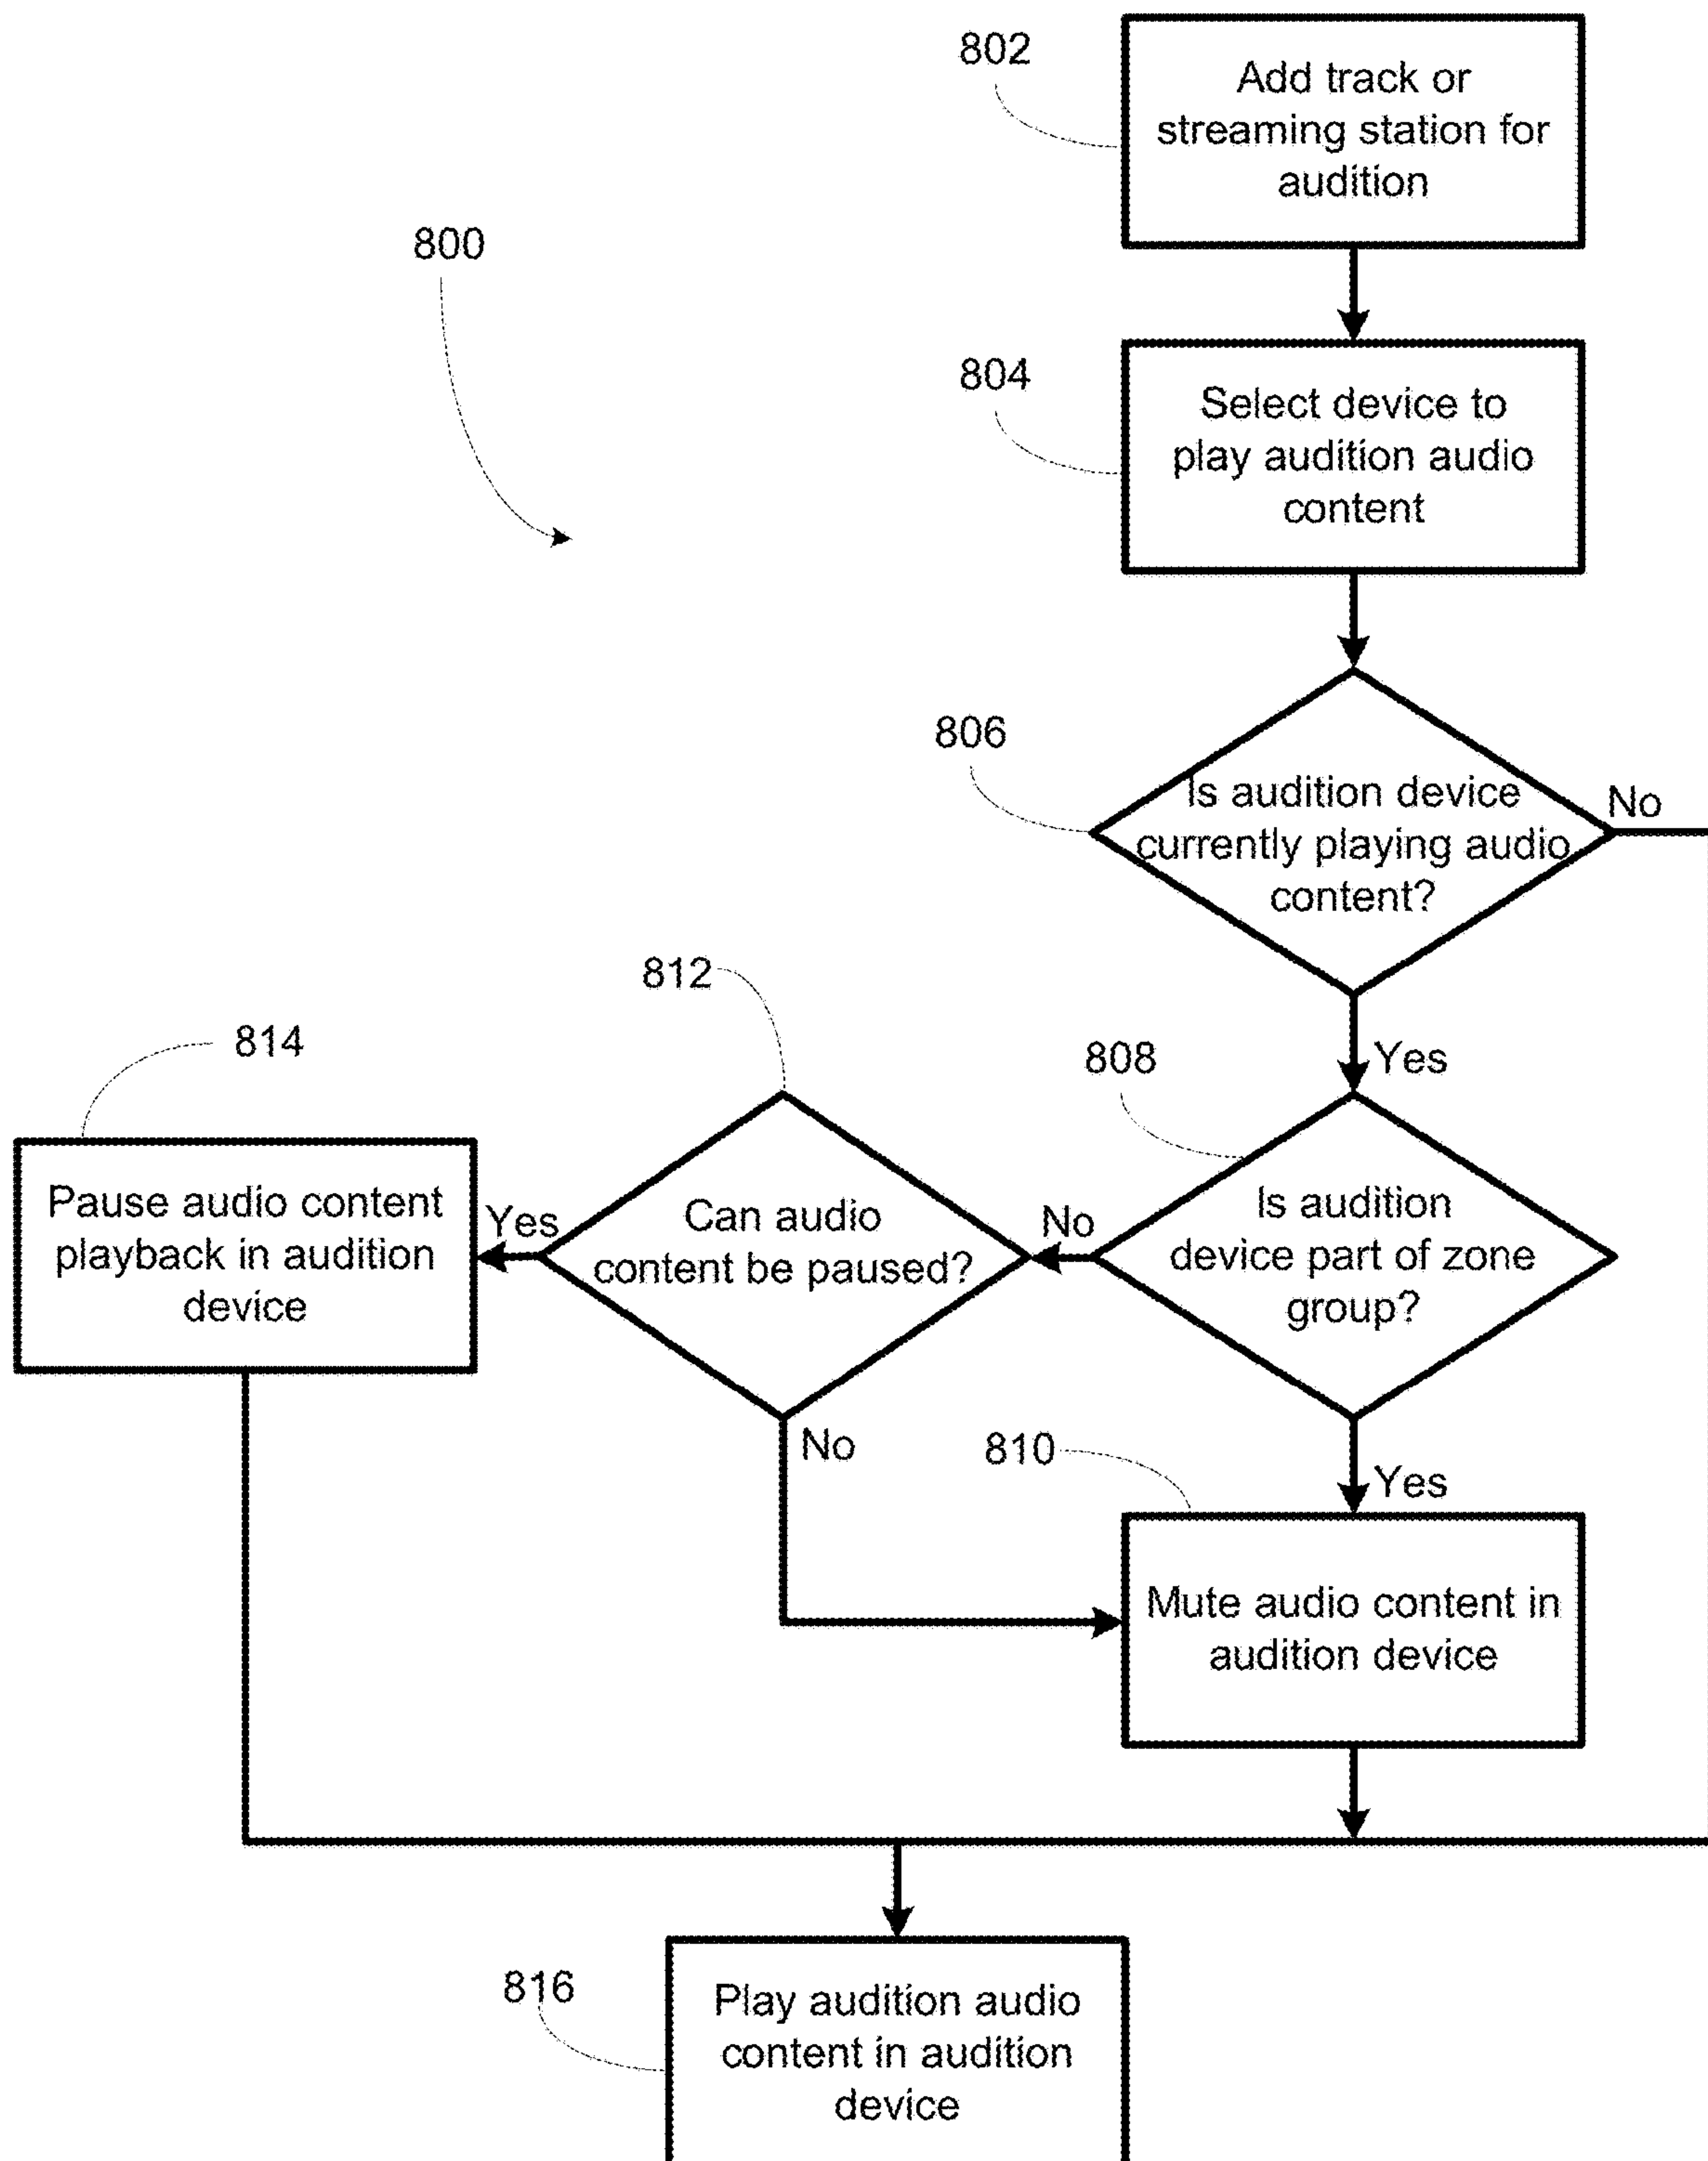 802
Add track or
streaming station for
audition
800
804
Select device to
play audition audio
content
806
Is audition device
currently playing audio
content?
No
Yes
808
Is audition
device part of zone
group?
No
812
Can audio
content be paused?
Yes
814
Pause audio content
playback in audition
device
No
Yes
810
Mute audio content in
audition device
816
Play audition audio
content in audition
device